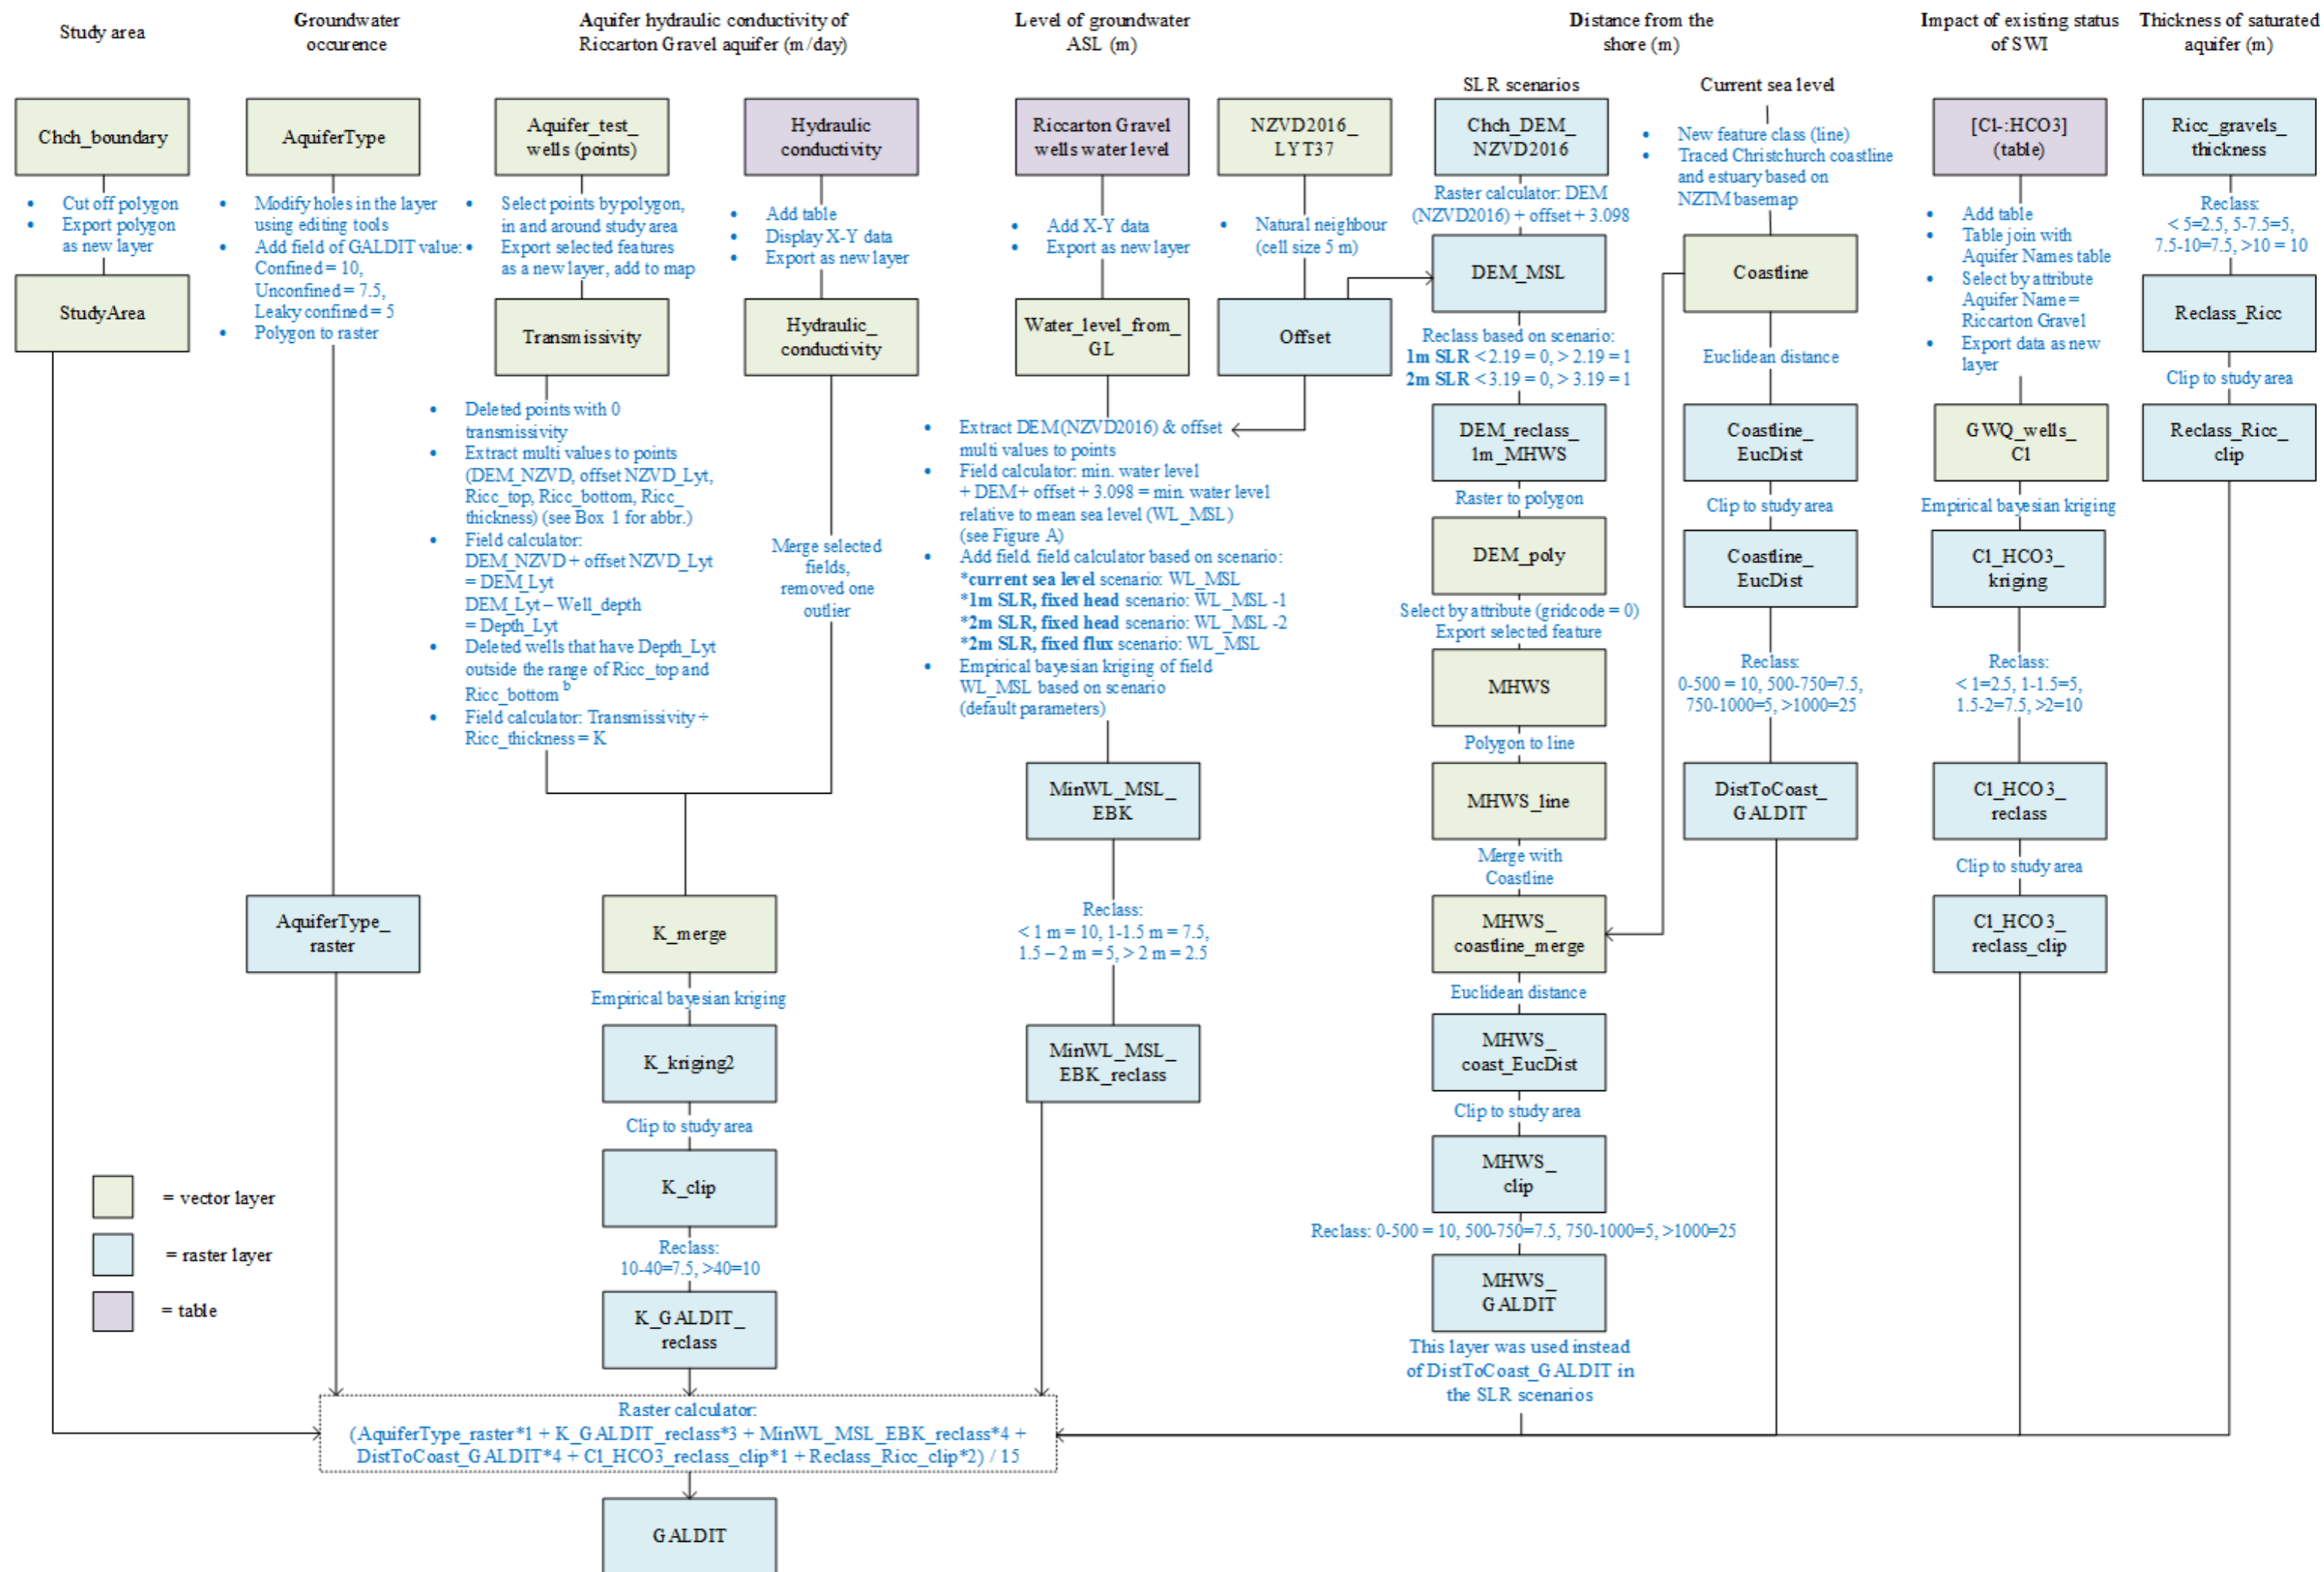 Study area
Groundwater
occurence
Aquifer hydraulic conductivity of
Riccarton Gravel aquifer (m/day)
Level of groundwater
ASL (m)
Distance from the
shore (m)
Impact of existing status
of SWI
Thickness of saturated
aquifer (m)
SLR scenarios
Current sea level
Chch_boundary
• Cut off polygon
• Export polygon
as new layer
StudyArea
AquiferType
• Modify holes in the layer
using editing tools
• Add field of GALDIT value:
Confined = 10,
Unconfined = 7.5,
Leaky confined = 5
• Polygon to raster
AquiferType_
raster
Aquifer_test_
wells (points)
• Select points by polygon,
in and around study area
• Export selected features
as a new layer, add to map
Transmissivity
• Deleted points with 0
transmissivity
• Extract multi values to points
(DEM_NZVD, offset NZVD_Lyt,
Ricc_top, Ricc_bottom, Ricc_
thickness) (see Box 1 for abbr.)
• Field calculator:
DEM_NZVD + offset NZVD_Lyt
= DEM_Lyt
DEM_Lyt – Well_depth
= Depth_Lyt
• Deleted wells that have Depth_Lyt
outside the range of Ricc_top and
Ricc_bottom b
• Field calculator: Transmissivity ÷
Ricc_thickness = K
Hydraulic
conductivity
• Add table
• Display X-Y data
• Export as new layer
Hydraulic_
conductivity
Merge selected
fields,
removed one
outlier
K_merge
Empirical bayesian kriging
K_kriging2
Clip to study area
K_clip
Reclass:
10-40=7.5, >40=10
K_GALDIT_
reclass
Riccarton Gravel
wells water level
• Add X-Y data
• Export as new layer
Water_level_from_
GL
• Extract DEM (NZVD2016) & offset
multi values to points
• Field calculator: min. water level
+ DEM + offset + 3.098 = min. water level
relative to mean sea level (WL_MSL)
(see Figure A)
• Add field. field calculator based on scenario:
*current sea level scenario: WL_MSL
*1m SLR, fixed head scenario: WL_MSL -1
*2m SLR, fixed head scenario: WL_MSL -2
*2m SLR, fixed flux scenario: WL_MSL
• Empirical bayesian kriging of field
WL_MSL based on scenario
(default parameters)
MinWL_MSL_
EBK
Reclass:
< 1 m = 10, 1-1.5 m = 7.5,
1.5 – 2 m = 5, > 2 m = 2.5
MinWL_MSL_
EBK_reclass
NZVD2016_
LYT37
• Natural neighbour
(cell size 5 m)
Offset
Chch_DEM_
NZVD2016
Raster calculator: DEM
(NZVD2016) + offset + 3.098
DEM_MSL
Reclass based on scenario:
1m SLR < 2.19 = 0, > 2.19 = 1
2m SLR < 3.19 = 0, > 3.19 = 1
DEM_reclass_
1m_MHWS
Raster to polygon
DEM_poly
Select by attribute (gridcode = 0)
Export selected feature
MHWS
Polygon to line
MHWS_line
Merge with
Coastline
MHWS_
coastline_merge
Euclidean distance
MHWS_
coast_EucDist
Clip to study area
MHWS_
clip
Reclass: 0-500 = 10, 500-750=7.5, 750-1000=5, >1000=25
MHWS_
GALDIT
This layer was used instead
of DistToCoast_GALDIT in
the SLR scenarios
• New feature class (line)
• Traced Christchurch coastline
and estuary based on
NZTM basemap
Coastline
Euclidean distance
Coastline_
EucDist
Clip to study area
Coastline_
EucDist
Reclass:
0-500 = 10, 500-750=7.5,
750-1000=5, >1000=25
DistToCoast_
GALDIT
[Cl-:HCO3]
(table)
• Add table
• Table join with
Aquifer Names table
• Select by attribute
Aquifer Name =
Riccarton Gravel
• Export data as new
layer
GWQ_wells_
Cl
Empirical bayesian kriging
Cl_HCO3_
kriging
Reclass:
< 1=2.5, 1-1.5=5,
1.5-2=7.5, >2=10
Cl_HCO3_
reclass
Clip to study area
Cl_HCO3_
reclass_clip
Ricc_gravels_
thickness
Reclass:
< 5=2.5, 5-7.5=5,
7.5-10=7.5, >10 = 10
Reclass_Ricc
Clip to study area
Reclass_Ricc_
clip
= vector layer
= raster layer
= table
Raster calculator:
(AquiferType_raster*1 + K_GALDIT_reclass*3 + MinWL_MSL_EBK_reclass*4 +
DistToCoast_GALDIT*4 + Cl_HCO3_reclass_clip*1 + Reclass_Ricc_clip*2) / 15
GALDIT